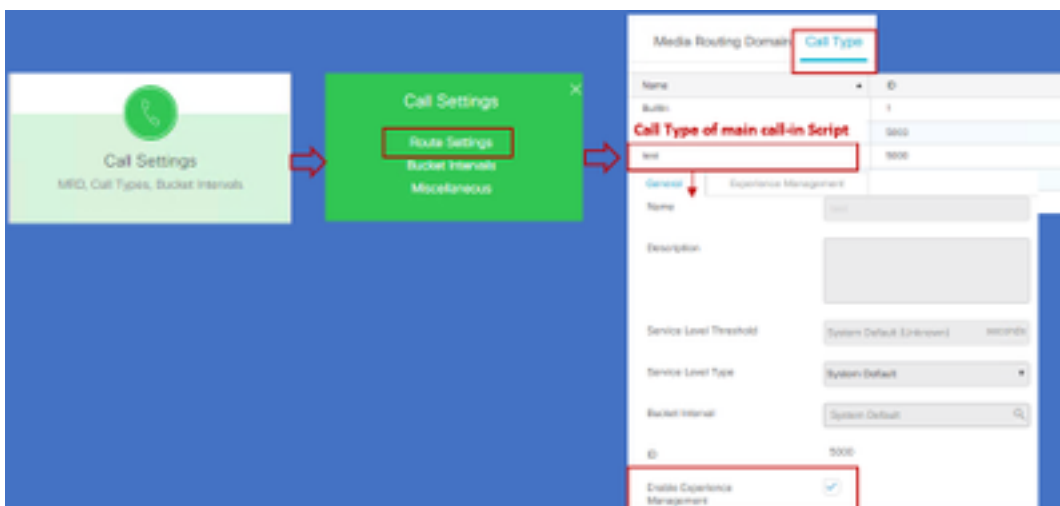 Call Settings
MRD, Call Types, Bucket Intervals
Call Settings
Route Settings
Bucket Intervals
Miscellaneous
Media Routing Domain
Call Type
Name
ID
BuiltIn
1
Call Type of main call-in Script
5003
test
5000
General
Experience Management
Name
test
Description
Service Level Threshold
System Default (Unknown)
seconds
Service Level Type
System Default
Bucket Interval
System Default
ID
5000
Enable Experience
Management